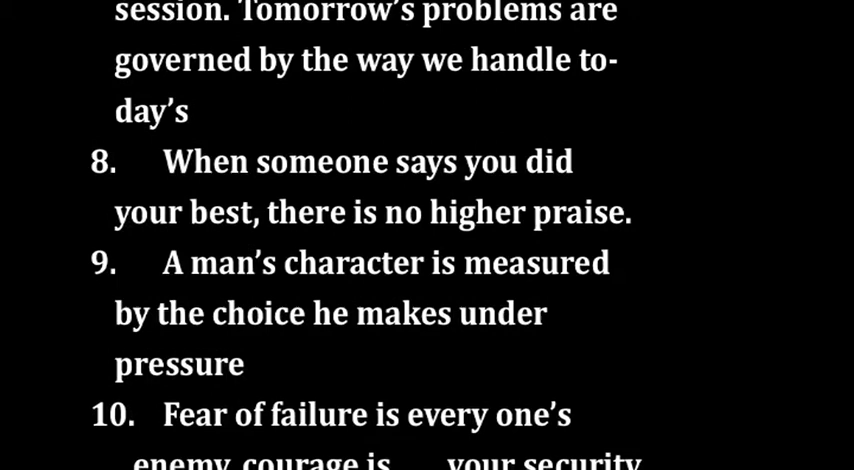 session. Tomorrow’s problems are
governed by the way we handle to-
day’s
8. When someone says you did
your best, there is no higher praise.
9. A man’s character is measured
by the choice he makes under
pressure
10. Fear of failure is every one’s
enemy, courage is your security